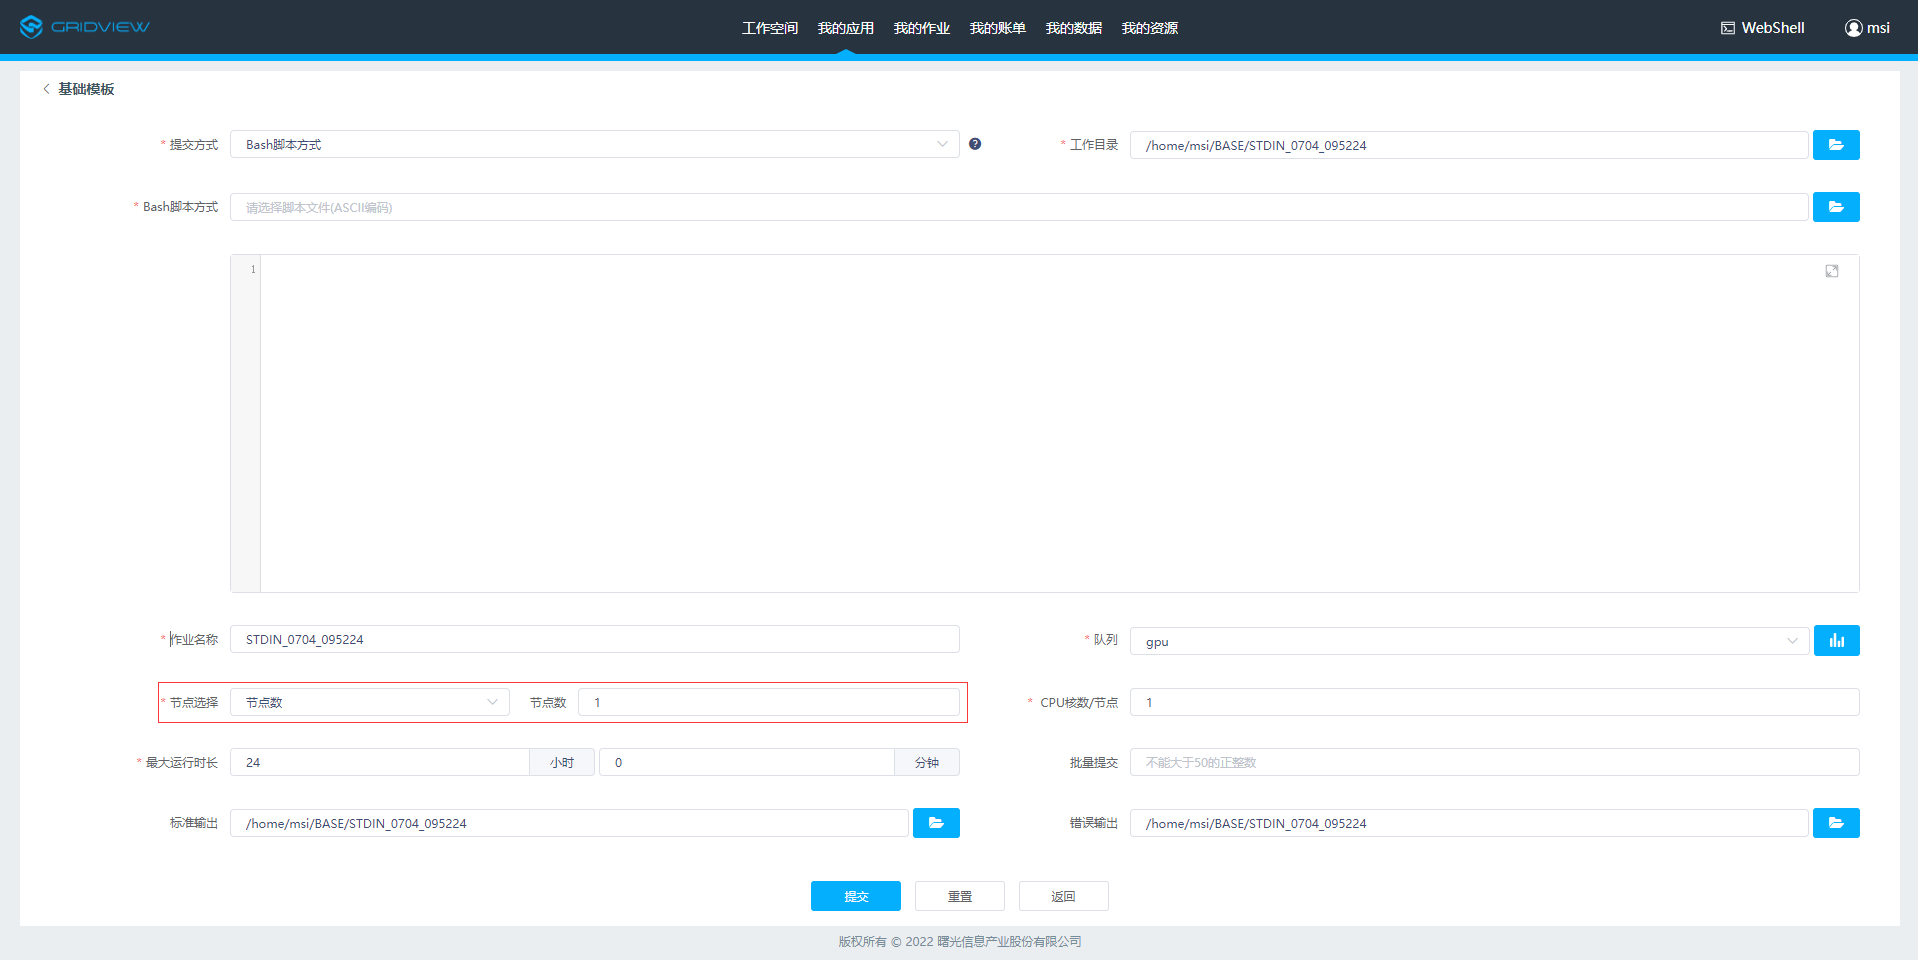 GRIDVIEW
工作空间 我的应用 我的作业 我的账单 我的数据 我的资源
WebShell
msi
基础模板
* 提交方式 Bash脚本方式
* 工作目录 /home/msi/BASE/STDIN_0704_095224
* Bash脚本方式 请选择脚本文件(ASCII编码)
1
* 作业名称 STDIN_0704_095224
* 队列 gpu
* 节点选择 节点数 节点数 1
* CPU核数/节点 1
* 最大运行时长 24 小时 0 分钟
批量提交 不能大于50的正整数
标准输出 /home/msi/BASE/STDIN_0704_095224
错误输出 /home/msi/BASE/STDIN_0704_095224
提交 重置 返回
版权所有 © 2022 曙光信息产业股份有限公司